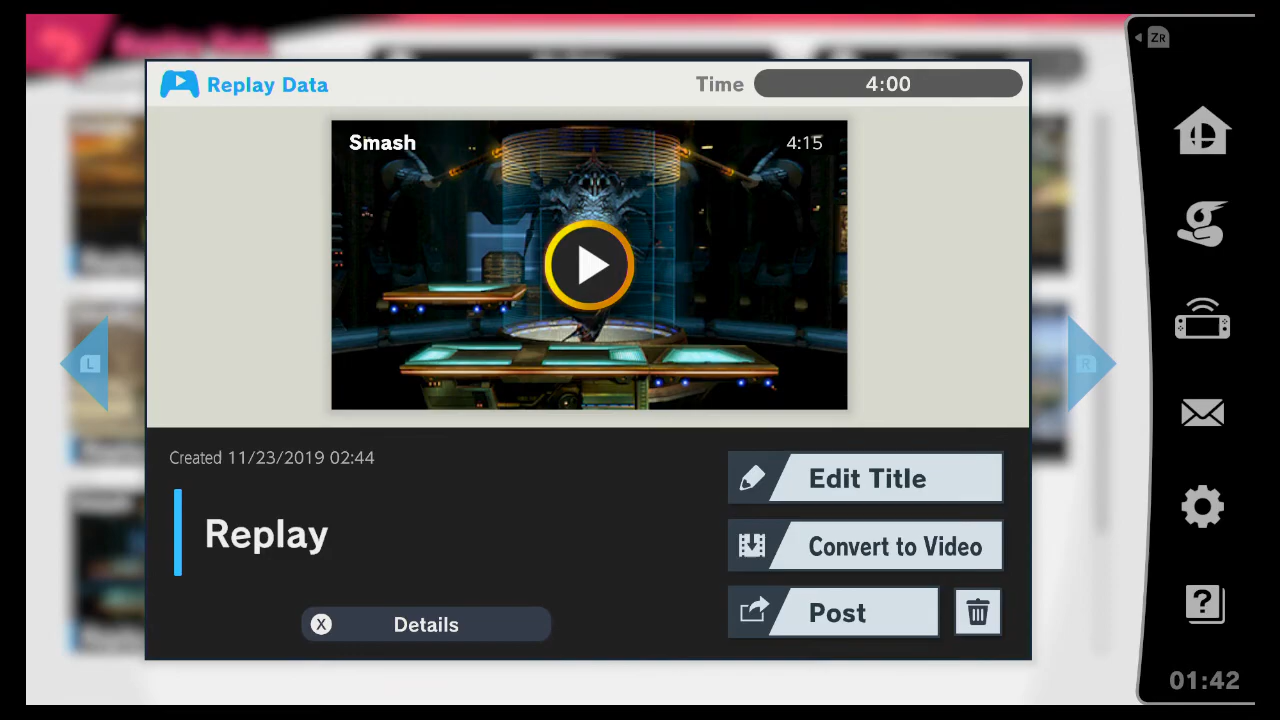 ZR
Replay Data
Time
4:00
Smash
4:15
L
R
Created 11/23/2019 02:44
Edit Title
Replay
Convert to Video
Post
X
Details
?
01:42